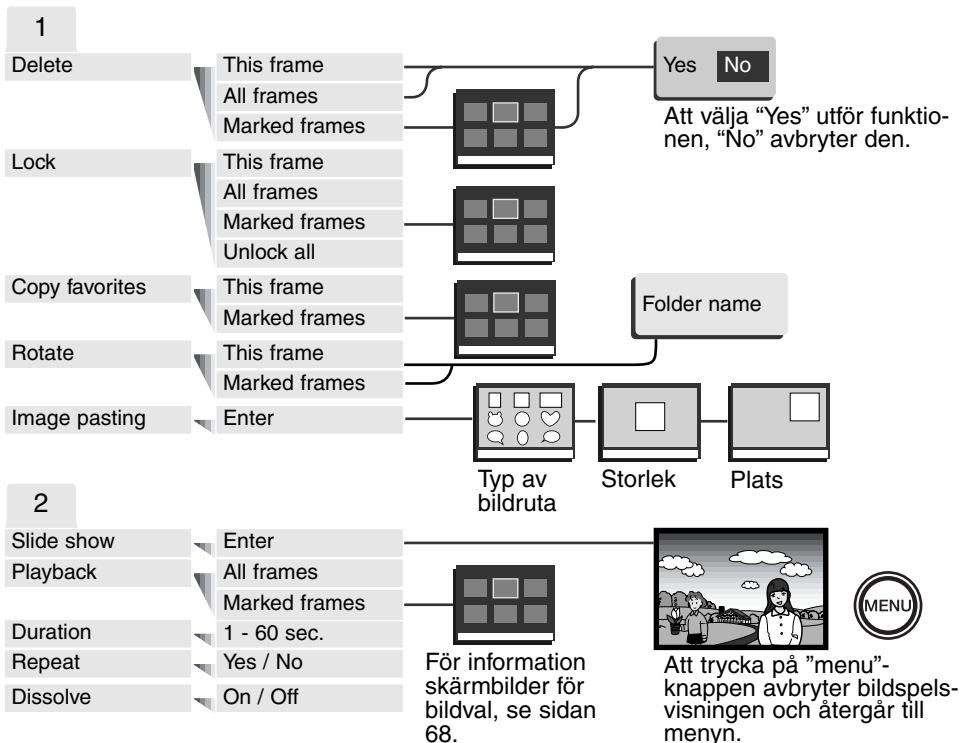 1
Delete
This frame
All frames
Marked frames
Yes No
Att välja “Yes” utför funktio-
nen, “No” avbryter den.
Lock
This frame
All frames
Marked frames
Unlock all
Copy favorites
This frame
Marked frames
Folder name
Rotate
This frame
Marked frames
Image pasting
Enter
Typ av
bildruta
Storlek
Plats
2
Slide show
Enter
Playback
All frames
Marked frames
Duration
1 - 60 sec.
Repeat
Yes / No
Dissolve
On / Off
För information
skärmbilder för
bildval, se sidan
68.
MENU
Att trycka på ”menu”-
knappen avbryter bildspels-
visningen och återgår till
menyn.